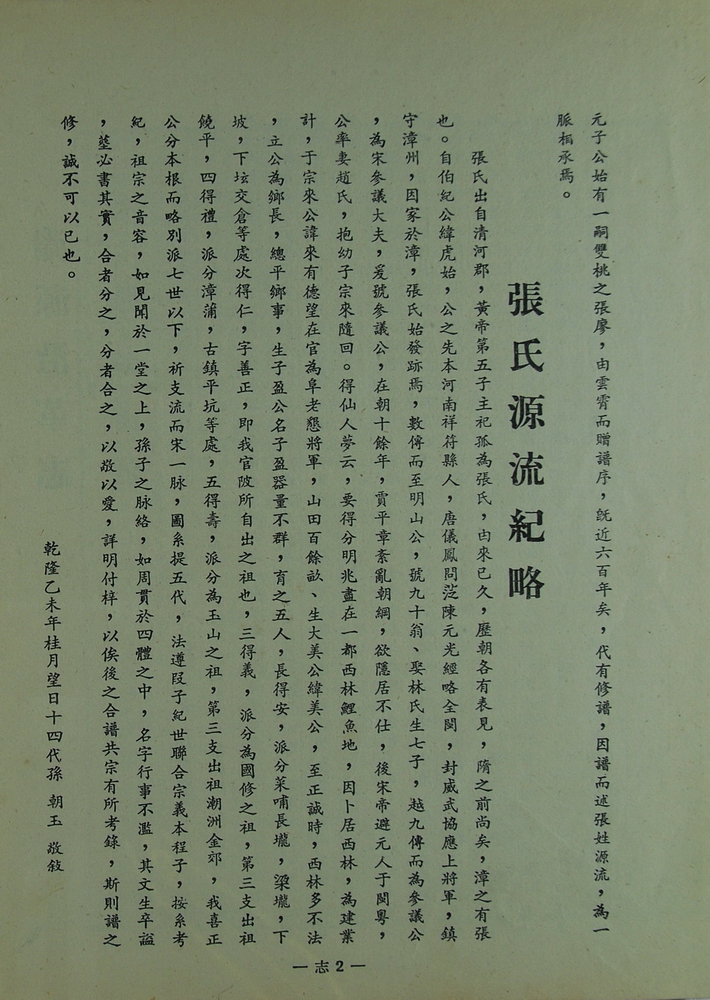 元子公始有一嗣雙桃之張廖，由雲霄而贈譜序，旣近六百年矣，代有修譜，因譜而述張姓源流，為一
脈相承焉。
張氏源流紀略
張氏出自清河郡，黃帝第五子主祀孤為張氏，由來已久，歷朝各有表見，隋之前尚矣，漳之有張
也。自伯紀公緯虎始，公之先本河南祥符縣人，唐儀鳳間從陳元光經略全閩，封威武協應上將軍，鎮
守漳州，因家於漳，張氏始發跡焉，數傳而至明山公，號九十翁、娶林氏生七子，越九傳而為參議公
，為宋參議大夫，爰號參議公，在朝十餘年，賈平章紊亂朝綱，欲隱居不仕，後宋帝避元人于閩粵，
公率妻趙氏，抱幼子宗來隨回。得仙人夢云，要得分明兆盡在一都西林鯉魚地，因卜居西林，為建業
計，于宗來公諱來有德望在官為阜老懇將軍，山田百餘畝、生大美公緯美公，至正誠時，西林多不法
，立公為鄉長，總平鄉事，生子盈公名子盈器量不群，育之五人，長得安，派分萊哺長壠，梁壠，下
坡，下坛交倉等處次得仁，字善正，即我官陂所自出之祖也，三得義，派分為國修之祖，第三支出祖
饒平，四得禮，派分漳蒲，古鎮平坑等處，五得壽，派分為玉山之祖，第三支出祖潮洲金郊，我喜正
公分本根而略別派七世以下，祈支流而宋一脉，圖系提五代，法遵段子紀世聯合宗義本程子，按系考
紀，祖宗之音容，如見聞於一堂之上，孫子之脉絡，如周貫於四體之中，名字行事不濫，其文生卒謚
，塟必書其實，合者分之，分者合之，以敬以愛，詳明付梓，以俟後之合譜共宗有所考錄，斯則譜之
修，誠不可以已也。
乾隆乙未年桂月望日十四代孫 朝玉 敬敍
—志2—